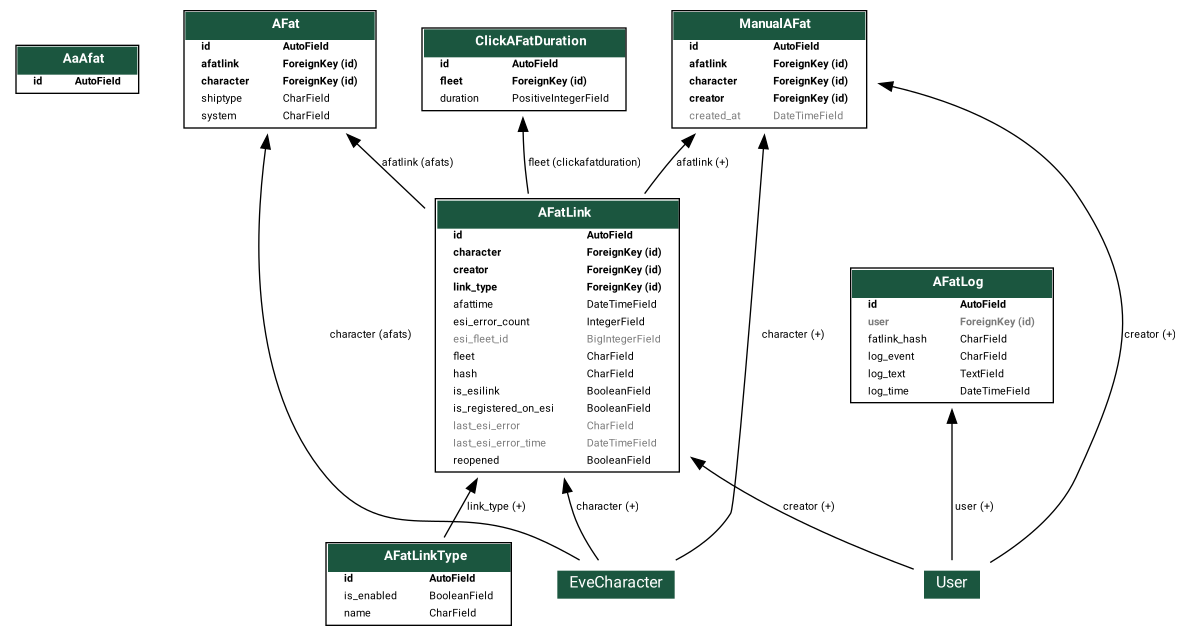 AaAfat
id AutoField
AFat
id AutoField
afatlink ForeignKey (id)
character ForeignKey (id)
shiptype CharField
system CharField
ClickAFatDuration
id AutoField
fleet ForeignKey (id)
duration PositiveIntegerField
ManualAFat
id AutoField
afatlink ForeignKey (id)
character ForeignKey (id)
creator ForeignKey (id)
created_at DateTimeField
afatlink (afats)
fleet (clickafatduration)
afatlink (+)
AFatLink
id AutoField
character ForeignKey (id)
creator ForeignKey (id)
link_type ForeignKey (id)
afattime DateTimeField
esi_error_count IntegerField
esi_fleet_id BigIntegerField
fleet CharField
hash CharField
is_esilink BooleanField
is_registered_on_esi BooleanField
last_esi_error CharField
last_esi_error_time DateTimeField
reopened BooleanField
AFatLog
id AutoField
user ForeignKey (id)
fatlink_hash CharField
log_event CharField
log_text TextField
log_time DateTimeField
character (afats)
character (+)
creator (+)
link_type (+)
character (+)
creator (+)
user (+)
AFatLinkType
id AutoField
is_enabled BooleanField
name CharField
EveCharacter
User